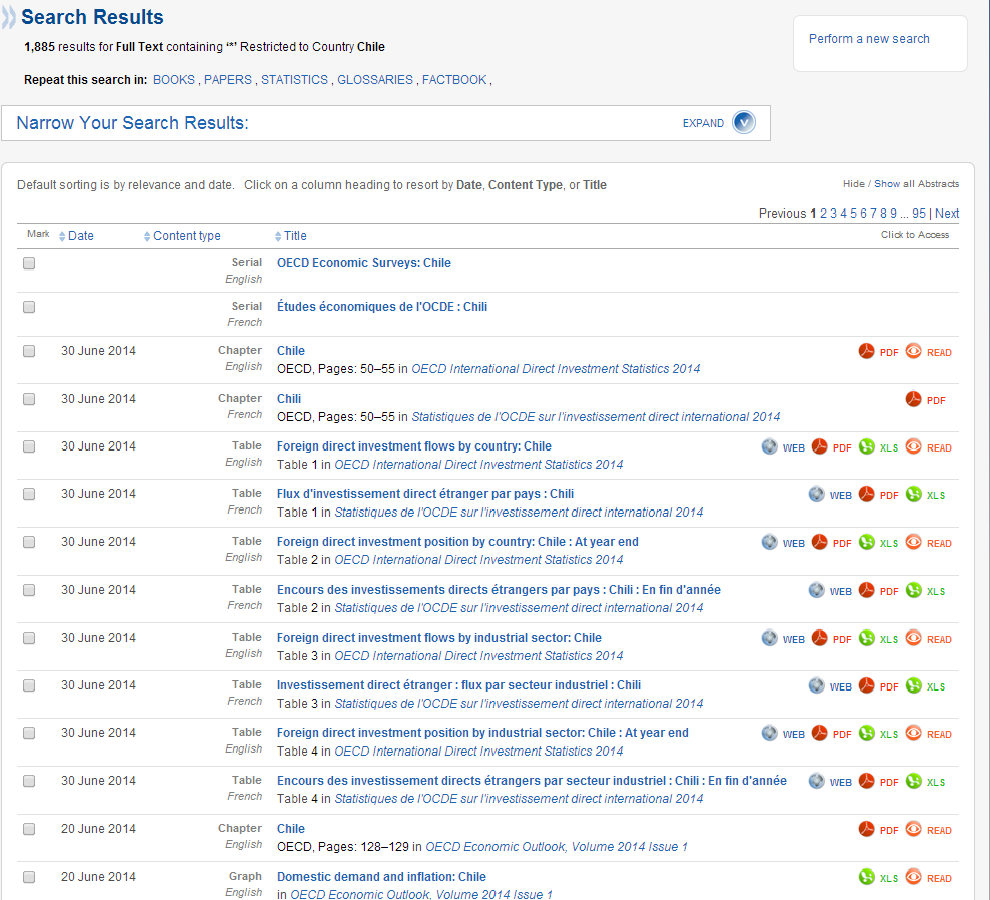 Search Results
1,885 results for Full Text containing '*' Restricted to Country Chile
Perform a new search
Repeat this search in: BOOKS , PAPERS , STATISTICS , GLOSSARIES , FACTBOOK ,
Narrow Your Search Results:
EXPAND
Default sorting is by relevance and date. Click on a column heading to resort by Date, Content Type, or Title
Hide / Show all Abstracts
Previous 1 2 3 4 5 6 7 8 9 ... 95 | Next
Mark Date Content type Title Click to Access
Serial OECD Economic Surveys: Chile
English
Serial Études économiques de l'OCDE : Chili
French
30 June 2014 Chapter Chile PDF READ
English OECD, Pages: 50–55 in OECD International Direct Investment Statistics 2014
30 June 2014 Chapter Chili PDF
French OECD, Pages: 50–55 in Statistiques de l'OCDE sur l'investissement direct international 2014
30 June 2014 Table Foreign direct investment flows by country: Chile WEB PDF XLS READ
English Table 1 in OECD International Direct Investment Statistics 2014
30 June 2014 Table Flux d'investissement direct étranger par pays : Chili WEB PDF XLS
French Table 1 in Statistiques de l'OCDE sur l'investissement direct international 2014
30 June 2014 Table Foreign direct investment position by country: Chile : At year end WEB PDF XLS READ
English Table 2 in OECD International Direct Investment Statistics 2014
30 June 2014 Table Encours des investissements directs étrangers par pays : Chili : En fin d'année WEB PDF XLS
French Table 2 in Statistiques de l'OCDE sur l'investissement direct international 2014
30 June 2014 Table Foreign direct investment flows by industrial sector: Chile WEB PDF XLS READ
English Table 3 in OECD International Direct Investment Statistics 2014
30 June 2014 Table Investissement direct étranger : flux par secteur industriel : Chili WEB PDF XLS
French Table 3 in Statistiques de l'OCDE sur l'investissement direct international 2014
30 June 2014 Table Foreign direct investment position by industrial sector: Chile : At year end WEB PDF XLS READ
English Table 4 in OECD International Direct Investment Statistics 2014
30 June 2014 Table Encours des investissement directs étrangers par secteur industriel : Chili : En fin d'année WEB PDF XLS
French Table 4 in Statistiques de l'OCDE sur l'investissement direct international 2014
20 June 2014 Chapter Chile PDF READ
English OECD, Pages: 128–129 in OECD Economic Outlook, Volume 2014 Issue 1
20 June 2014 Graph Domestic demand and inflation: Chile XLS READ
English in OECD Economic Outlook, Volume 2014 Issue 1